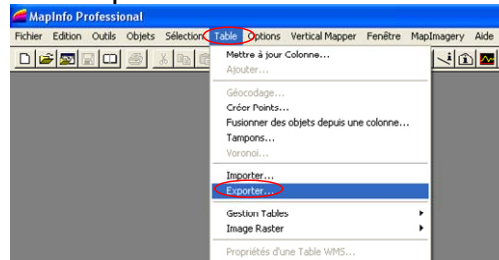 MapInfo Professional
Fichier Edition Outils Objets Sélection Table Options Vertical Mapper Fenêtre MapImagery Aide
Mettre à jour Colonne...
Ajouter...
Géocodage...
Créer Points...
Fusionner des objets depuis une colonne...
Tampons...
Voronoi...
Importer...
Exporter...
Gestion Tables
Image Raster
Propriétés d'une Table WMS...